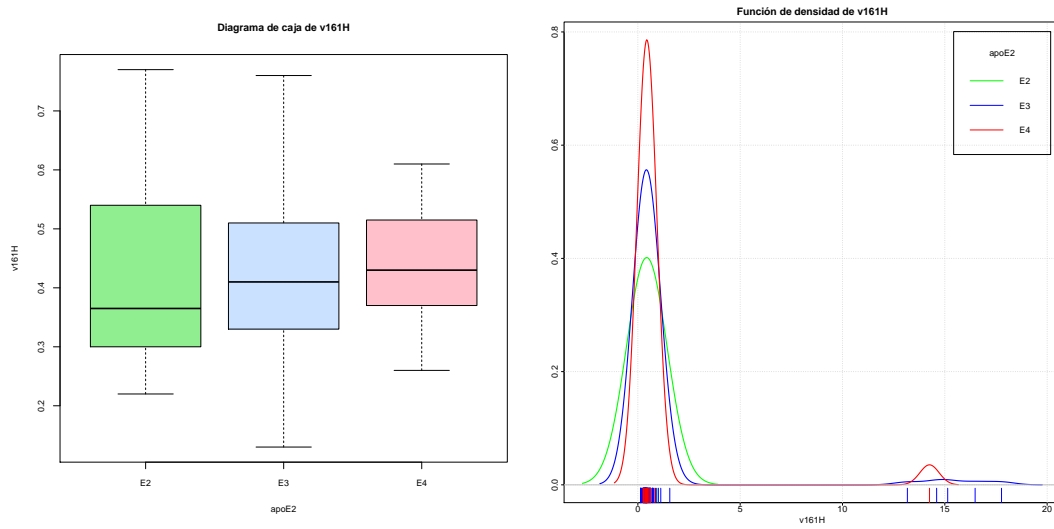 Diagrama de caja de v161H
v161H
0.2
0.3
0.4
0.5
0.6
0.7
E2
E3
E4
apoE2
Función de densidad de v161H
0.0
0.2
0.4
0.6
0.8
0
5
10
15
20
v161H
apoE2
E2
E3
E4